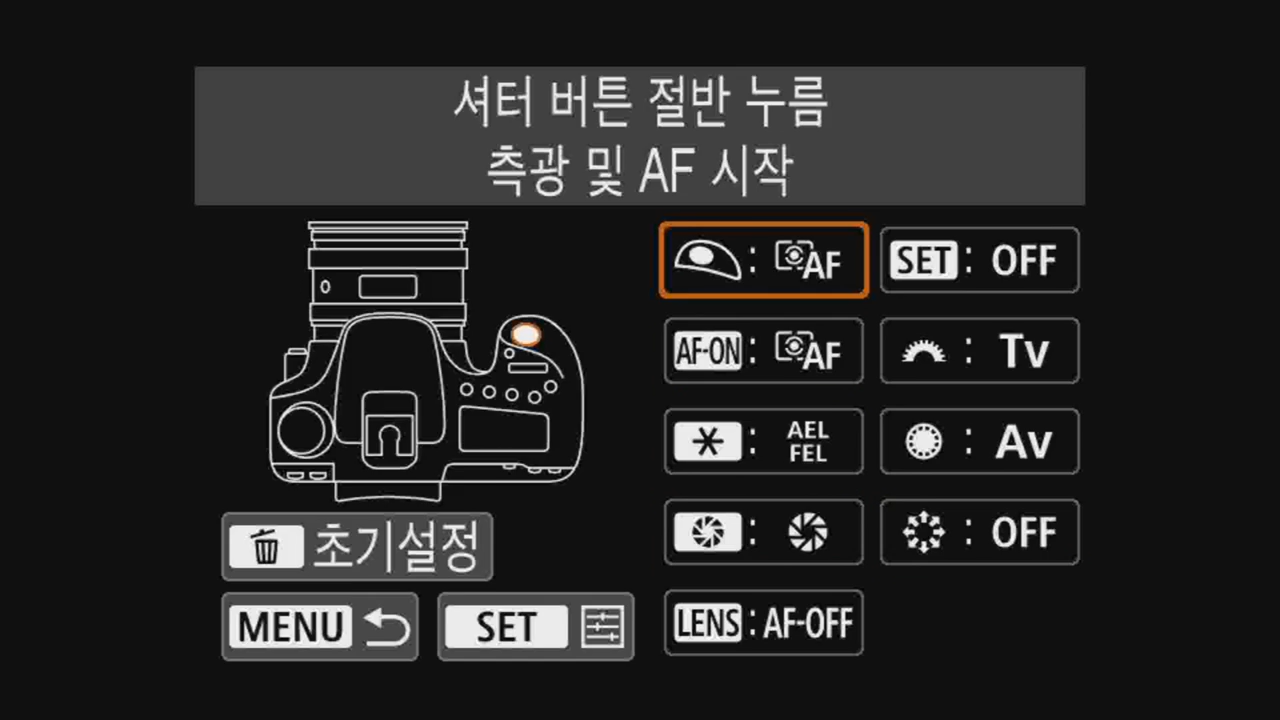 셔터 버튼 절반 누름
측광 및 AF 시작
: AF
SET : OFF
AF-ON : AF
: Tv
: AEL FEL
: Av
:
: OFF
LENS : AF-OFF
초기설정
MENU
SET